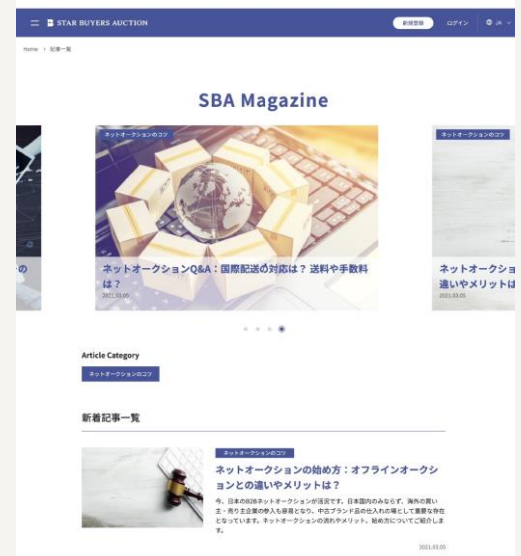 STAR BUYERS AUCTION
新規登録
ログイン
JA
Home › 記事一覧
SBA Magazine
ネットオークションのコツ
ネットオークションQ&A：国際配送の対応は？ 送料や手数料
は？
2021.03.05
の
ネットオークションのコツ
ネットオークショ
違いやメリットは
2021.03.05
Article Category
ネットオークションのコツ
新着記事一覧
ネットオークションのコツ
ネットオークションの始め方：オフラインオークシ
ョンとの違いやメリットは？
今、日本のB2Bネットオークションが活況です。日本国内のみならず、海外の買い
主・売り主企業の参入も容易となり、中古ブランド品の仕入れの場として重要な存在
となっています。ネットオークションの流れやメリット、始め方についてご紹介しま
す。
2021.03.05